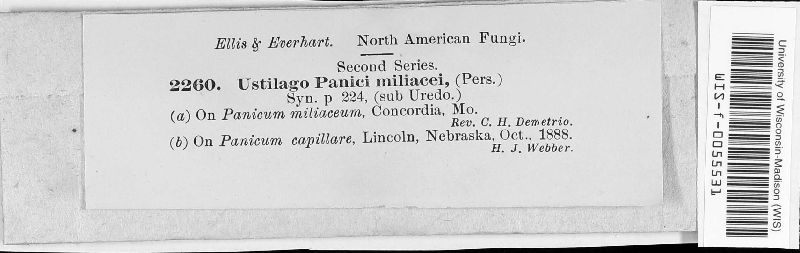 Ellis & Everhart. North American Fungi.
Second Series.
2260. Ustilago Panici miliacei, (Pers.)
Syn. p 224, (sub Uredo.)
(a) On Panicum miliaceum, Concordia, Mo.
Rev. C. H. Demetrio.
(b) On Panicum capillare, Lincoln, Nebraska, Oct., 1888.
H. J. Webber.
University of Wisconsin-Madison (WIS)
WIS-f-0055531